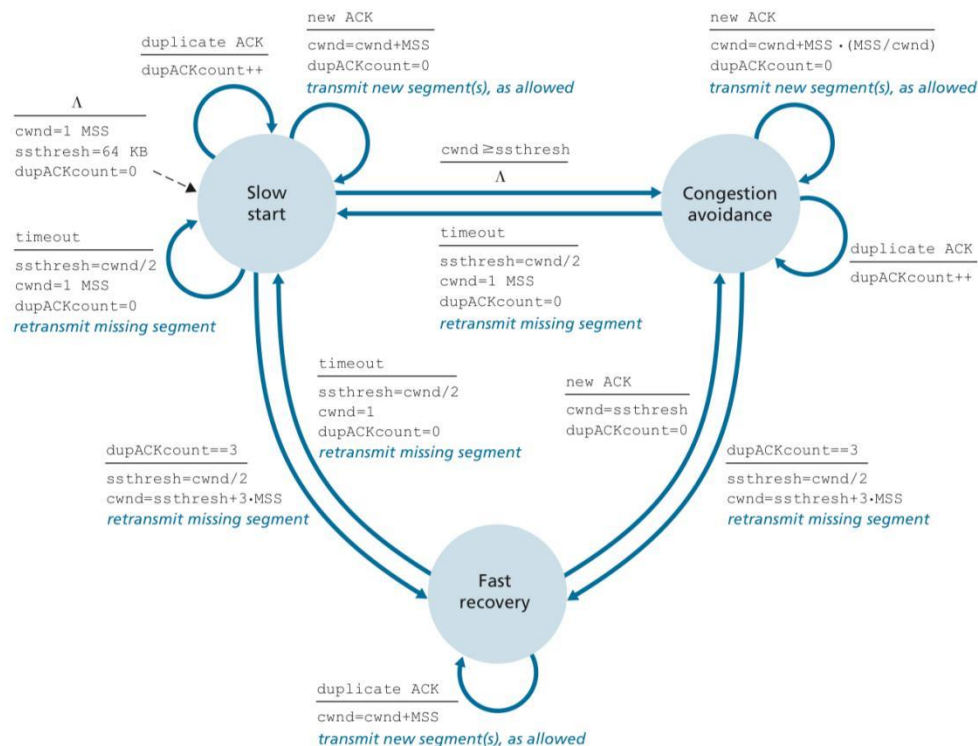 new ACK
cwnd=cwnd+MSS
dupACKcount=0
transmit new segment(s), as allowed
new ACK
cwnd=cwnd+MSS·(MSS/cwnd)
dupACKcount=0
transmit new segment(s), as allowed
duplicate ACK
dupACKcount++
Λ
cwnd=1 MSS
ssthresh=64 KB
dupACKcount=0
Slow
start
cwnd≥ssthresh
Λ
Congestion
avoidance
timeout
ssthresh=cwnd/2
cwnd=1 MSS
dupACKcount=0
retransmit missing segment
timeout
ssthresh=cwnd/2
cwnd=1 MSS
dupACKcount=0
retransmit missing segment
duplicate ACK
dupACKcount++
timeout
ssthresh=cwnd/2
cwnd=1
dupACKcount=0
retransmit missing segment
new ACK
cwnd=ssthresh
dupACKcount=0
dupACKcount==3
ssthresh=cwnd/2
cwnd=ssthresh+3·MSS
retransmit missing segment
dupACKcount==3
ssthresh=cwnd/2
cwnd=ssthresh+3·MSS
retransmit missing segment
Fast
recovery
duplicate ACK
cwnd=cwnd+MSS
transmit new segment(s), as allowed